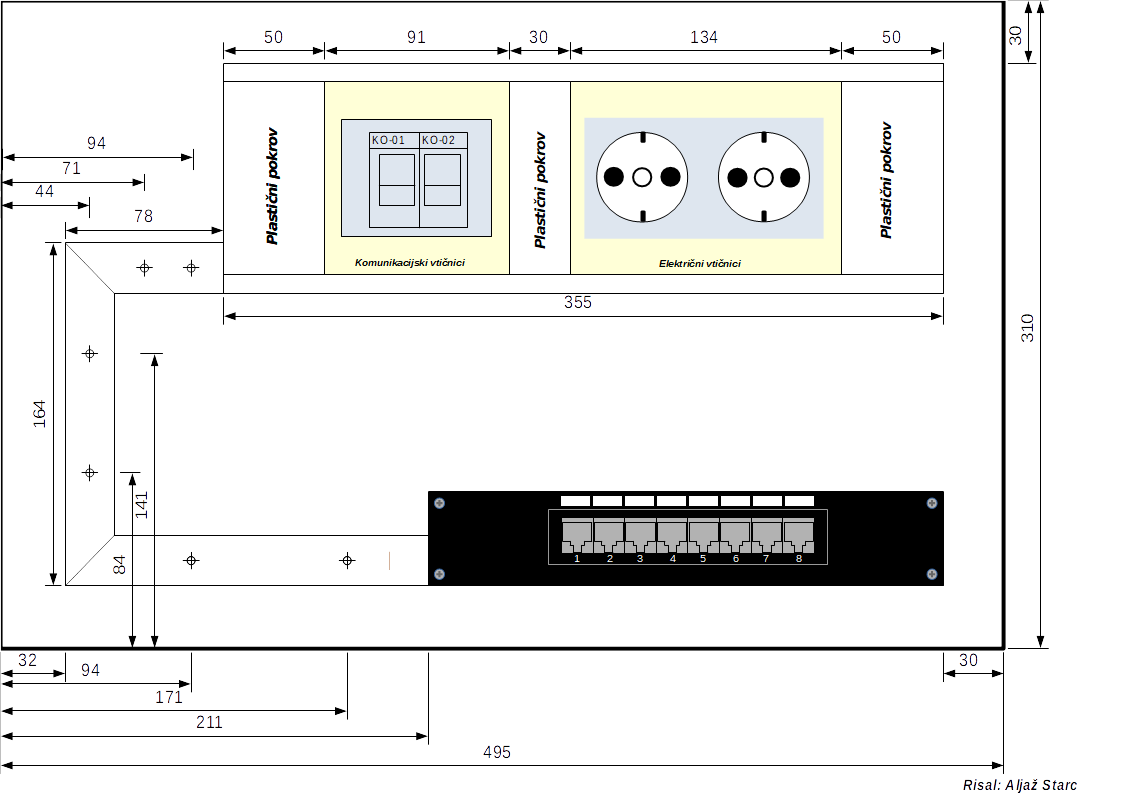 50 91 30 134 50
30
Plastični pokrov
KO-01 KO-02
Komunikacijski vtičnici
Plastični pokrov
Električni vtičnici
Plastični pokrov
94
71
44
78
355
310
164
141
84
1 2 3 4 5 6 7 8
32
94
171
211
30
495
Risal: Aljaž Starc